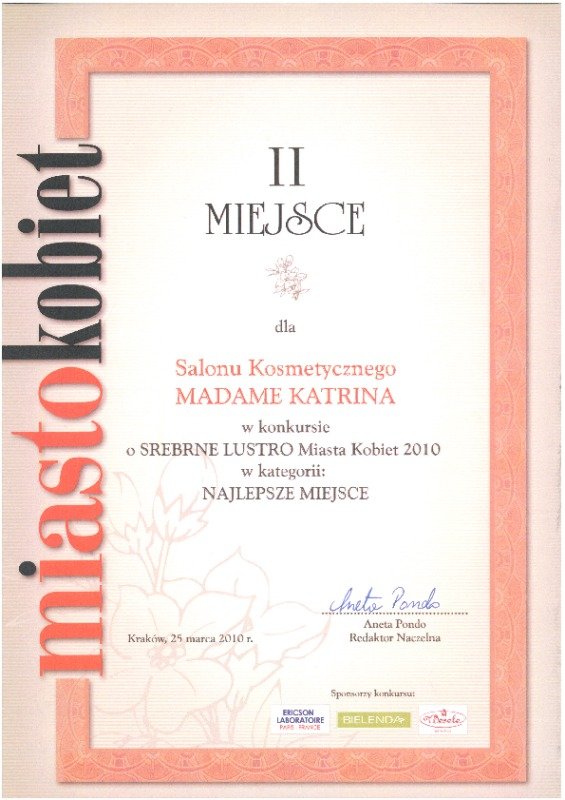 miastokobiet
II
MIEJSCE
dla
Salonu Kosmetycznego
MADAME KATRINA
w konkursie
o SREBRNE LUSTRO Miasta Kobiet 2010
w kategorii:
NAJLEPSZE MIEJSCE
Aneta Pondo
Aneta Pondo
Redaktor Naczelna
Kraków, 25 marca 2010 r.
Sponsorzy konkursu:
ERICSON
LABORATOIRE
PARIS FRANCE
BIELENDA